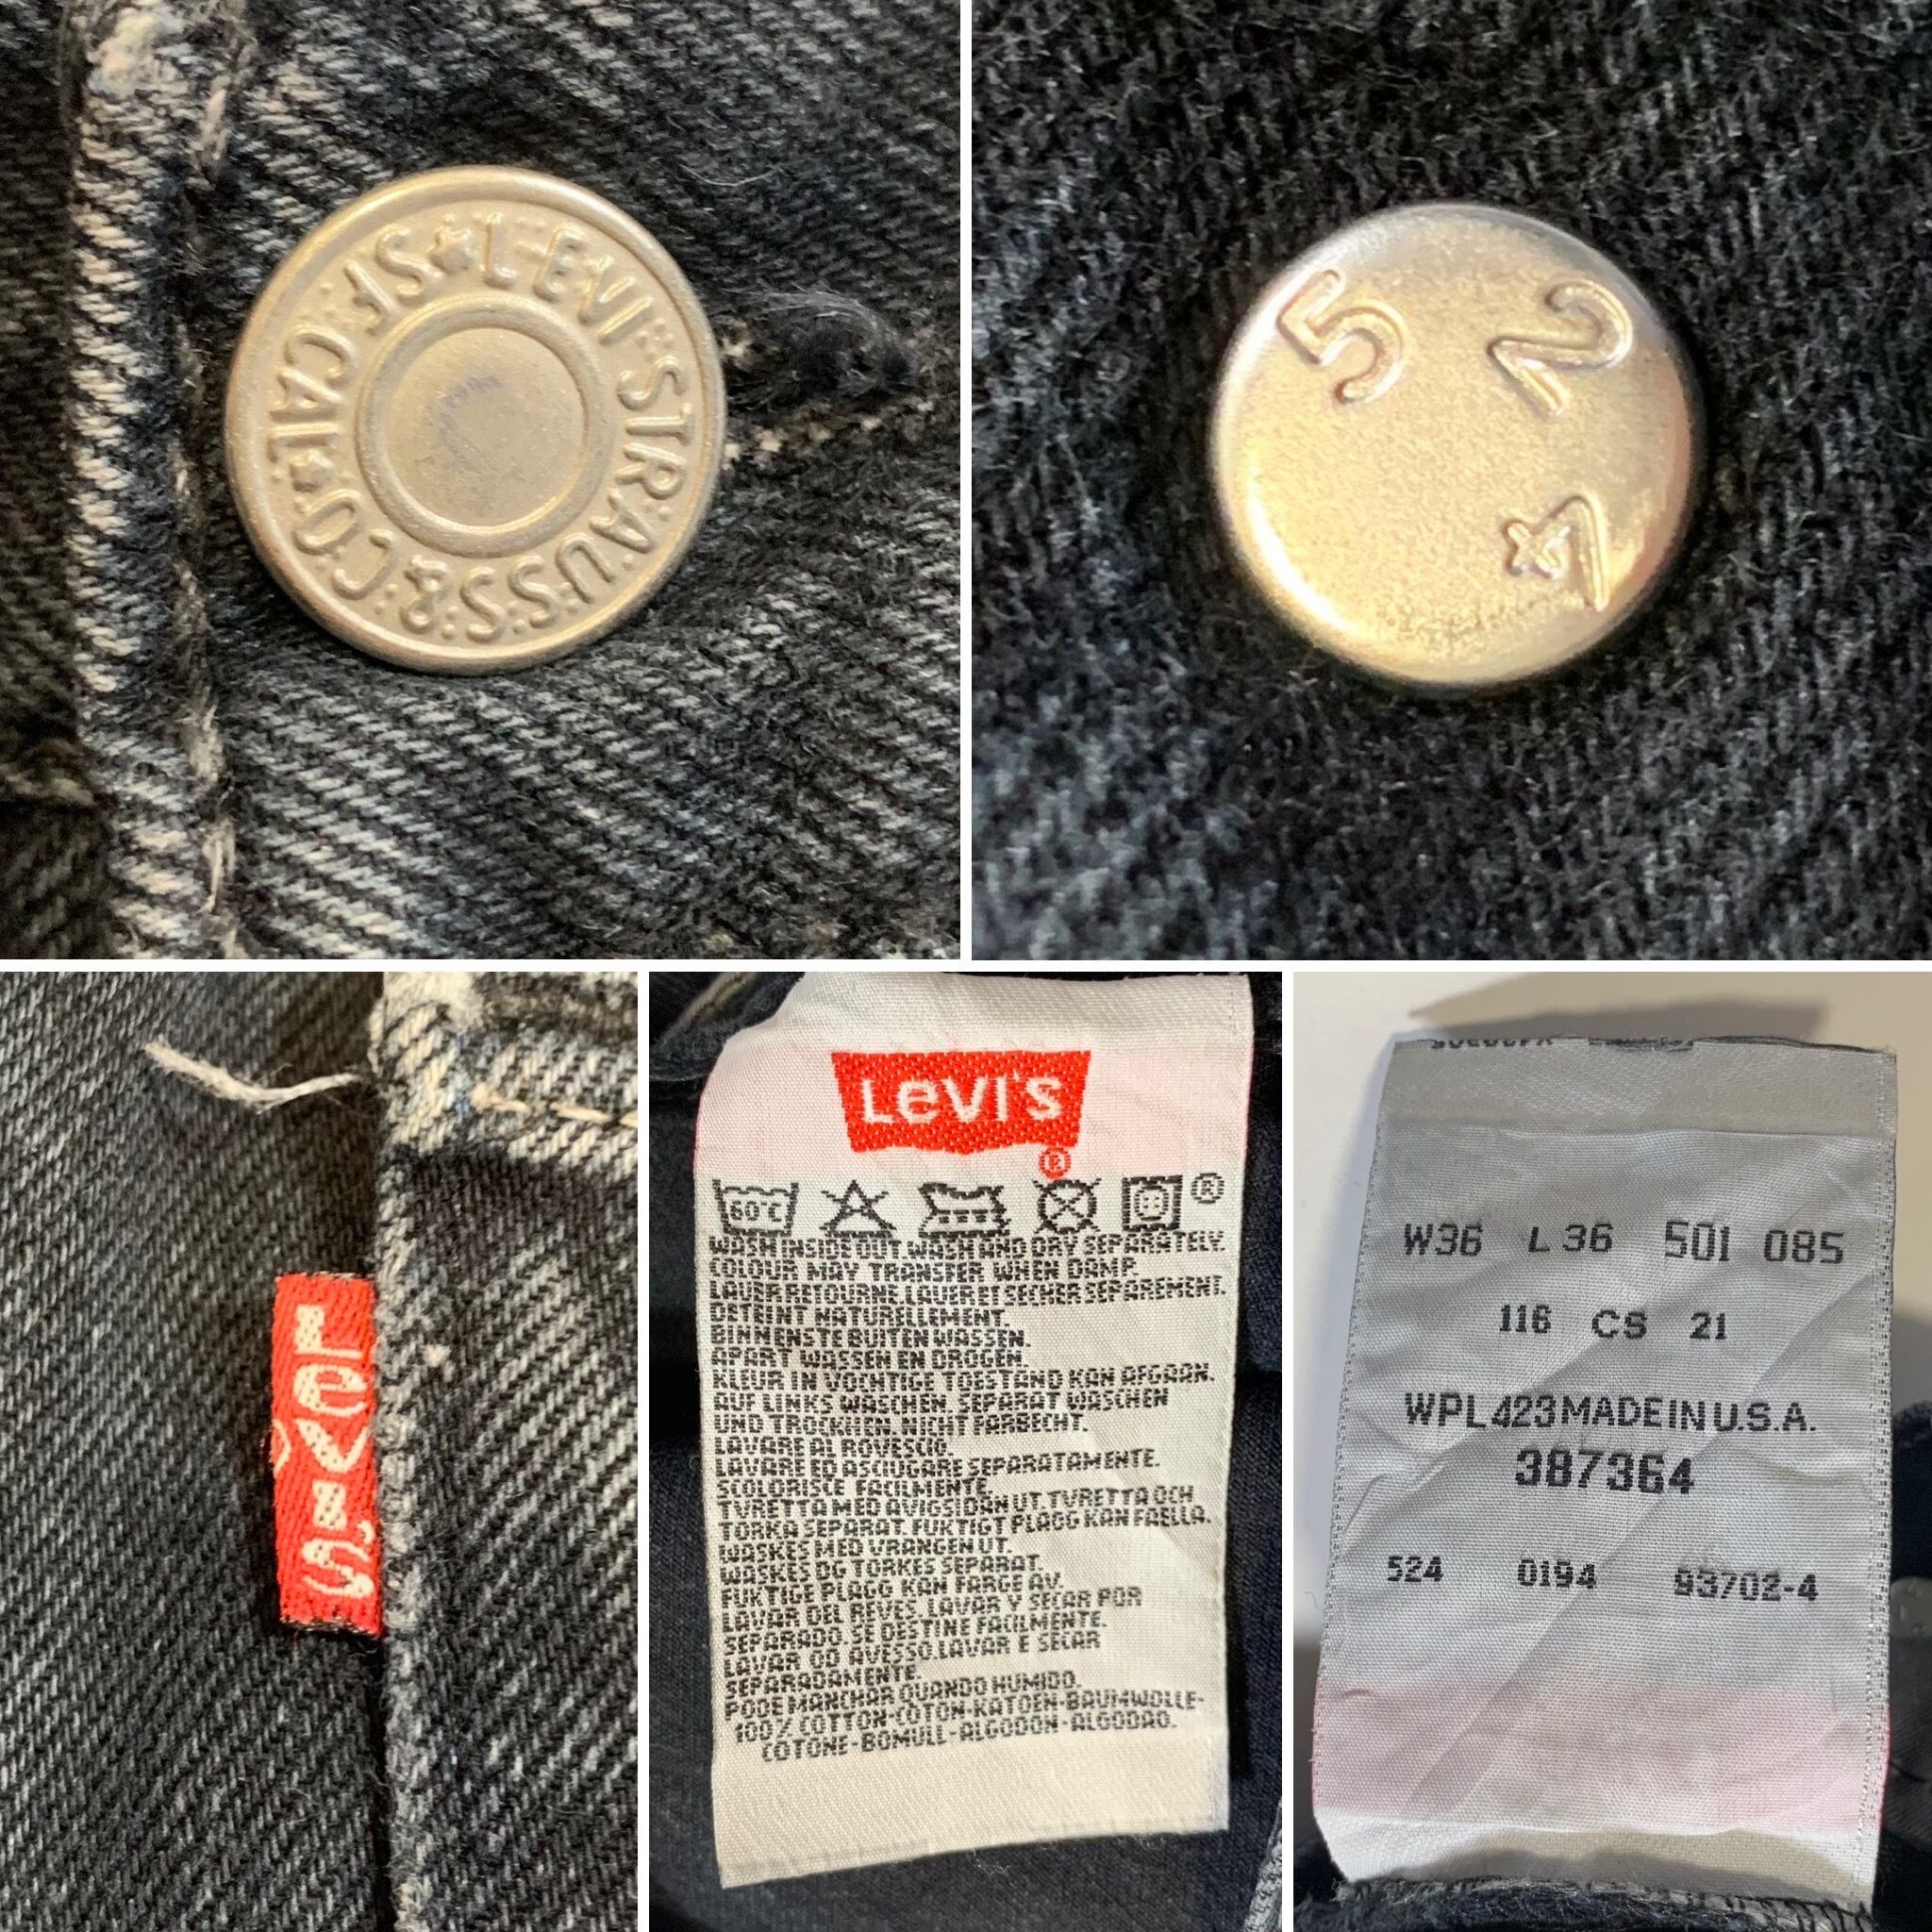 LEVI STRAUSS & CO. S.F. CAL.
524
LEVI'S
LEVI'S
®
60°C
®
WASH INSIDE OUT. WASH AND DRY SEPARATELY.
COLOUR MAY TRANSFER WHEN DAMP.
LAVER RETOURNE. LAVER ET SECHER SEPAREMENT.
DETEINT NATURELLEMENT.
BINNENSTE BUITEN WASSEN.
APART WASSEN EN DROGEN.
KLEUR IN VOCHTIGE TOESTAND KAN AFGAAN.
AUF LINKS WASCHEN. SEPARAT WASCHEN
UND TROCKNEN. NICHT FARBECHT.
LAVARE AL ROVESCIO.
LAVARE ED ASCIUGARE SEPARATAMENTE.
SCOLORISCE FACILMENTE
TVRETTA MED AVIGSIDAN UT. TVRETTA OCH
TORKA SEPARAT. FUKTIGT PLAGG KAN FAELLA.
WASKES MED VRANGEN UT.
WASKES OG TORKES SEPARAT.
FUKTIGE PLAGG KAN FARGE AV.
LAVAR DEL REVES. LAVAR Y SECAR POR
SEPARADO. SE DESTINE FACILMENTE.
LAVAR DO AVESSO. LAVAR E SECAR
SEPARADAMENTE.
PODE MANCHAR QUANDO HUMIDO.
100% COTTON-COTON-KATOEN-BAUMWOLLE-
COTONE-BOMULL-ALGODON-ALGODAO.
W36 L 36 501 085
116 CS 21
WPL 423 MADE IN U.S.A.
387364
524 0194 93702-4